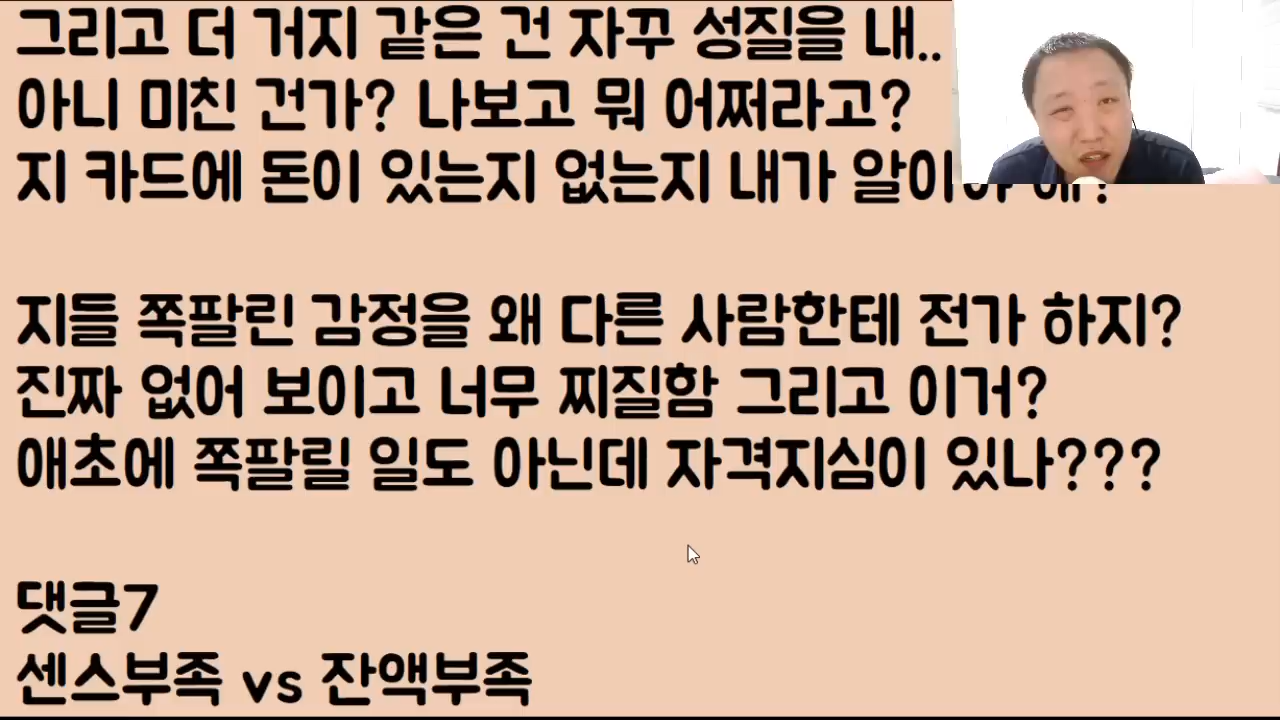 그리고 더 거지 같은 건 자꾸 성질을 내..
아니 미친 건가? 나보고 뭐 어쩌라고?
지 카드에 돈이 있는지 없는지 내가 알이
지들 쪽팔린 감정을 왜 다른 사람한테 전가 하지?
진짜 없어 보이고 너무 찌질함 그리고 이거?
애초에 쪽팔릴 일도 아닌데 자격지심이 있나???
댓글7
센스부족 vs 잔액부족